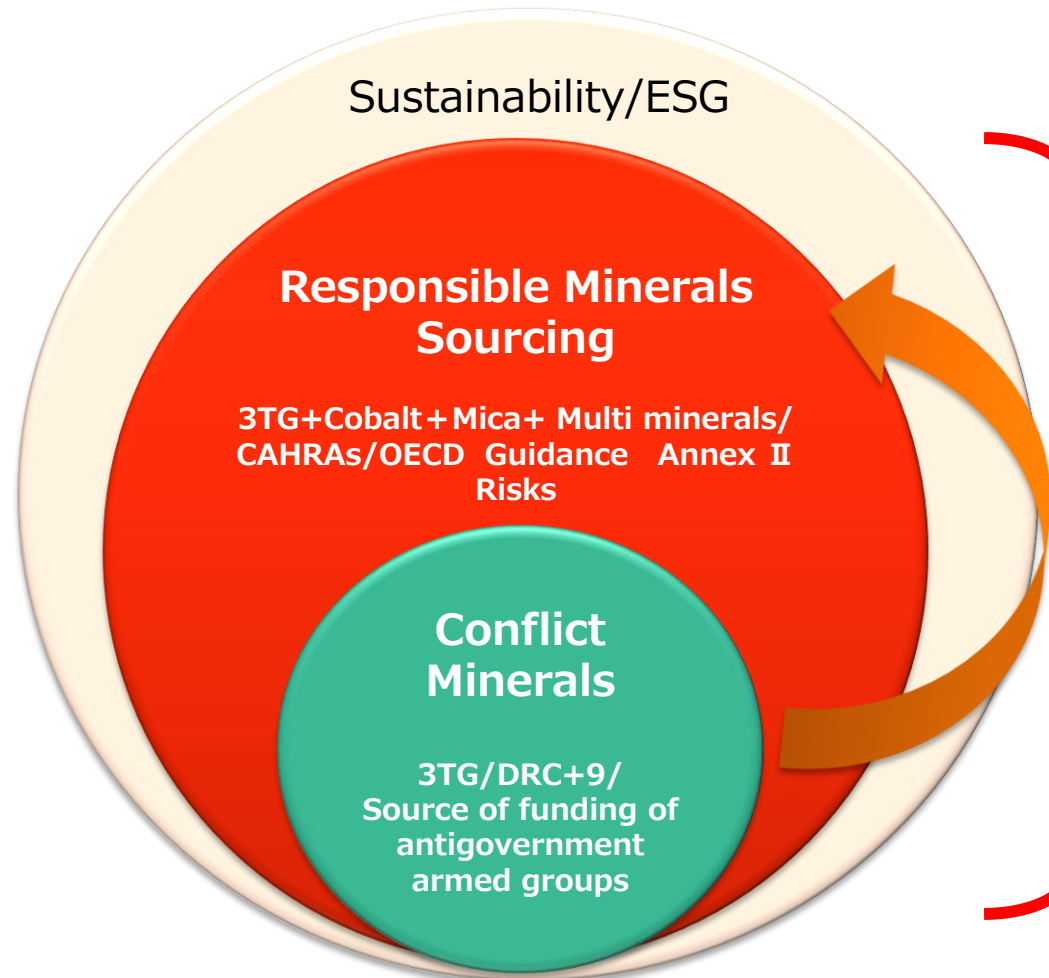 Sustainability/ESG
Responsible Minerals
Sourcing
3TG+Cobalt+Mica+ Multi minerals/
CAHRAs/OECD Guidance Annex Ⅱ
Risks
Conflict
Minerals
3TG/DRC+9/
Source of funding of
antigovernment
armed groups